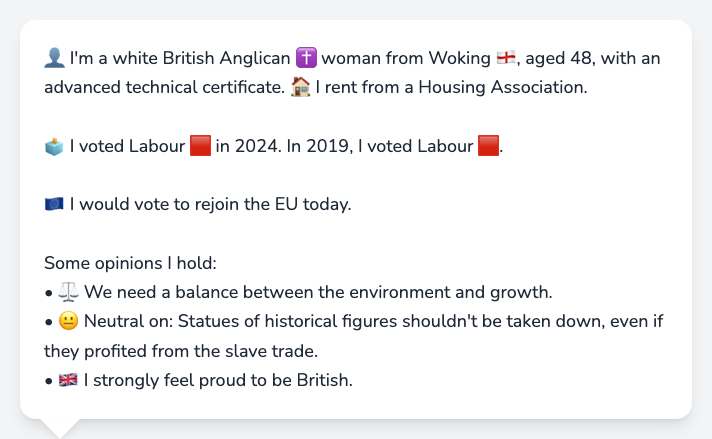 👤 I'm a white British Anglican ✝️ woman from Woking 🏴󠁧󠁢󠁥󠁮󠁧󠁿, aged 48, with an
advanced technical certificate. 🏠 I rent from a Housing Association.
🗳️ I voted Labour 🟥 in 2024. In 2019, I voted Labour 🟥.
🇪🇺 I would vote to rejoin the EU today.
Some opinions I hold:
• ⚖️ We need a balance between the environment and growth.
• 😐 Neutral on: Statues of historical figures shouldn't be taken down, even if
they profited from the slave trade.
• 🇬🇧 I strongly feel proud to be British.